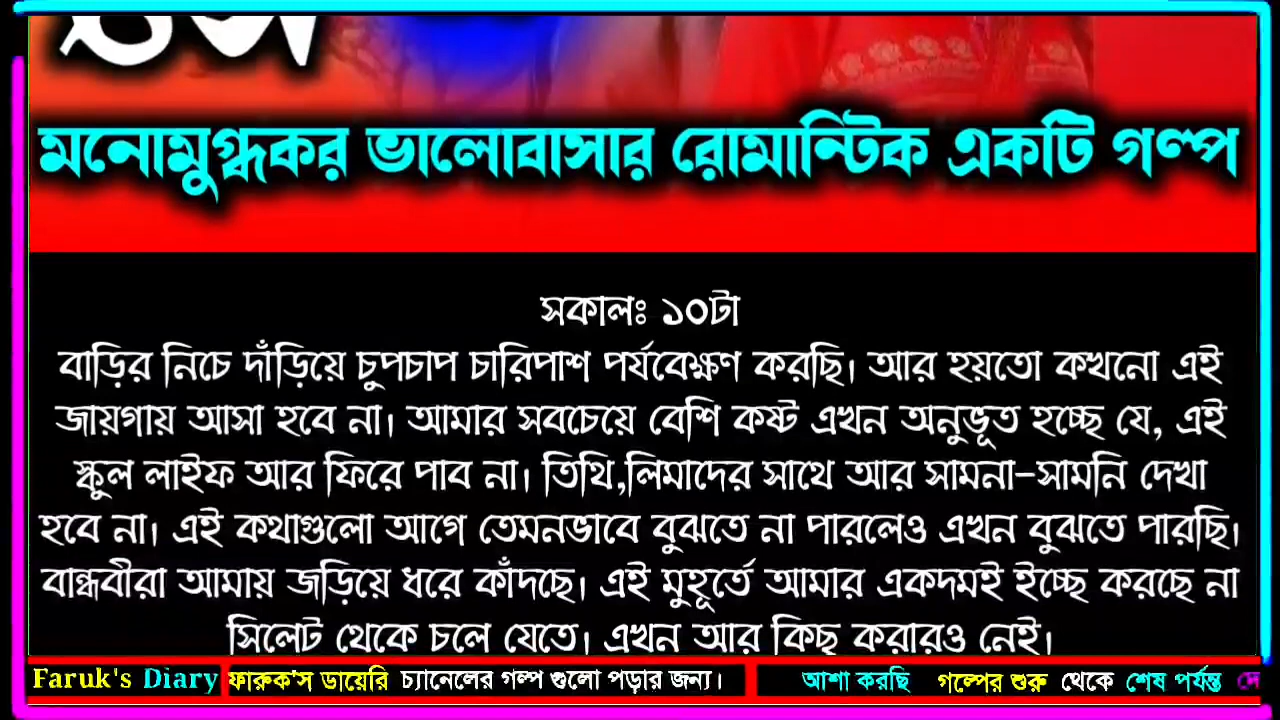 মনোমুগ্ধকর ভালোবাসার রোমান্টিক একটি গল্প
সকালঃ ১০টা
বাড়ির নিচে দাঁড়িয়ে চুপচাপ চারিপাশ পর্যবেক্ষণ করছি। আর হয়তো কখনো এই
জায়গায় আসা হবে না। আমার সবচেয়ে বেশি কষ্ট এখন অনুভূত হচ্ছে যে, এই
স্কুল লাইফ আর ফিরে পাব না। তিথি,লিমাদের সাথে আর সামনা-সামনি দেখা
হবে না। এই কথাগুলো আগে তেমনভাবে বুঝতে না পারলেও এখন বুঝতে পারছি।
বান্ধবীরা আমায় জড়িয়ে ধরে কাঁদছে। এই মুহূর্তে আমার একদমই ইচ্ছে করছে না
সিলেট থেকে চলে যেতে। এখন আর কিছু করারও নেই।
Faruk's Diary ফারুক'স ডায়েরি চ্যানেলের গল্প গুলো পড়ার জন্য। আশা করছি গল্পের শুরু থেকে শেষ পর্যন্ত